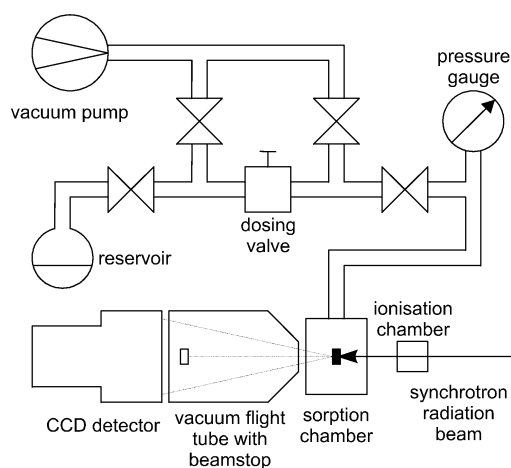 pressure
gauge
vacuum pump
dosing
valve
reservoir
ionisation
chamber
CCD detector
vacuum flight
tube with
beamstop
sorption
chamber
synchrotron
radiation
beam